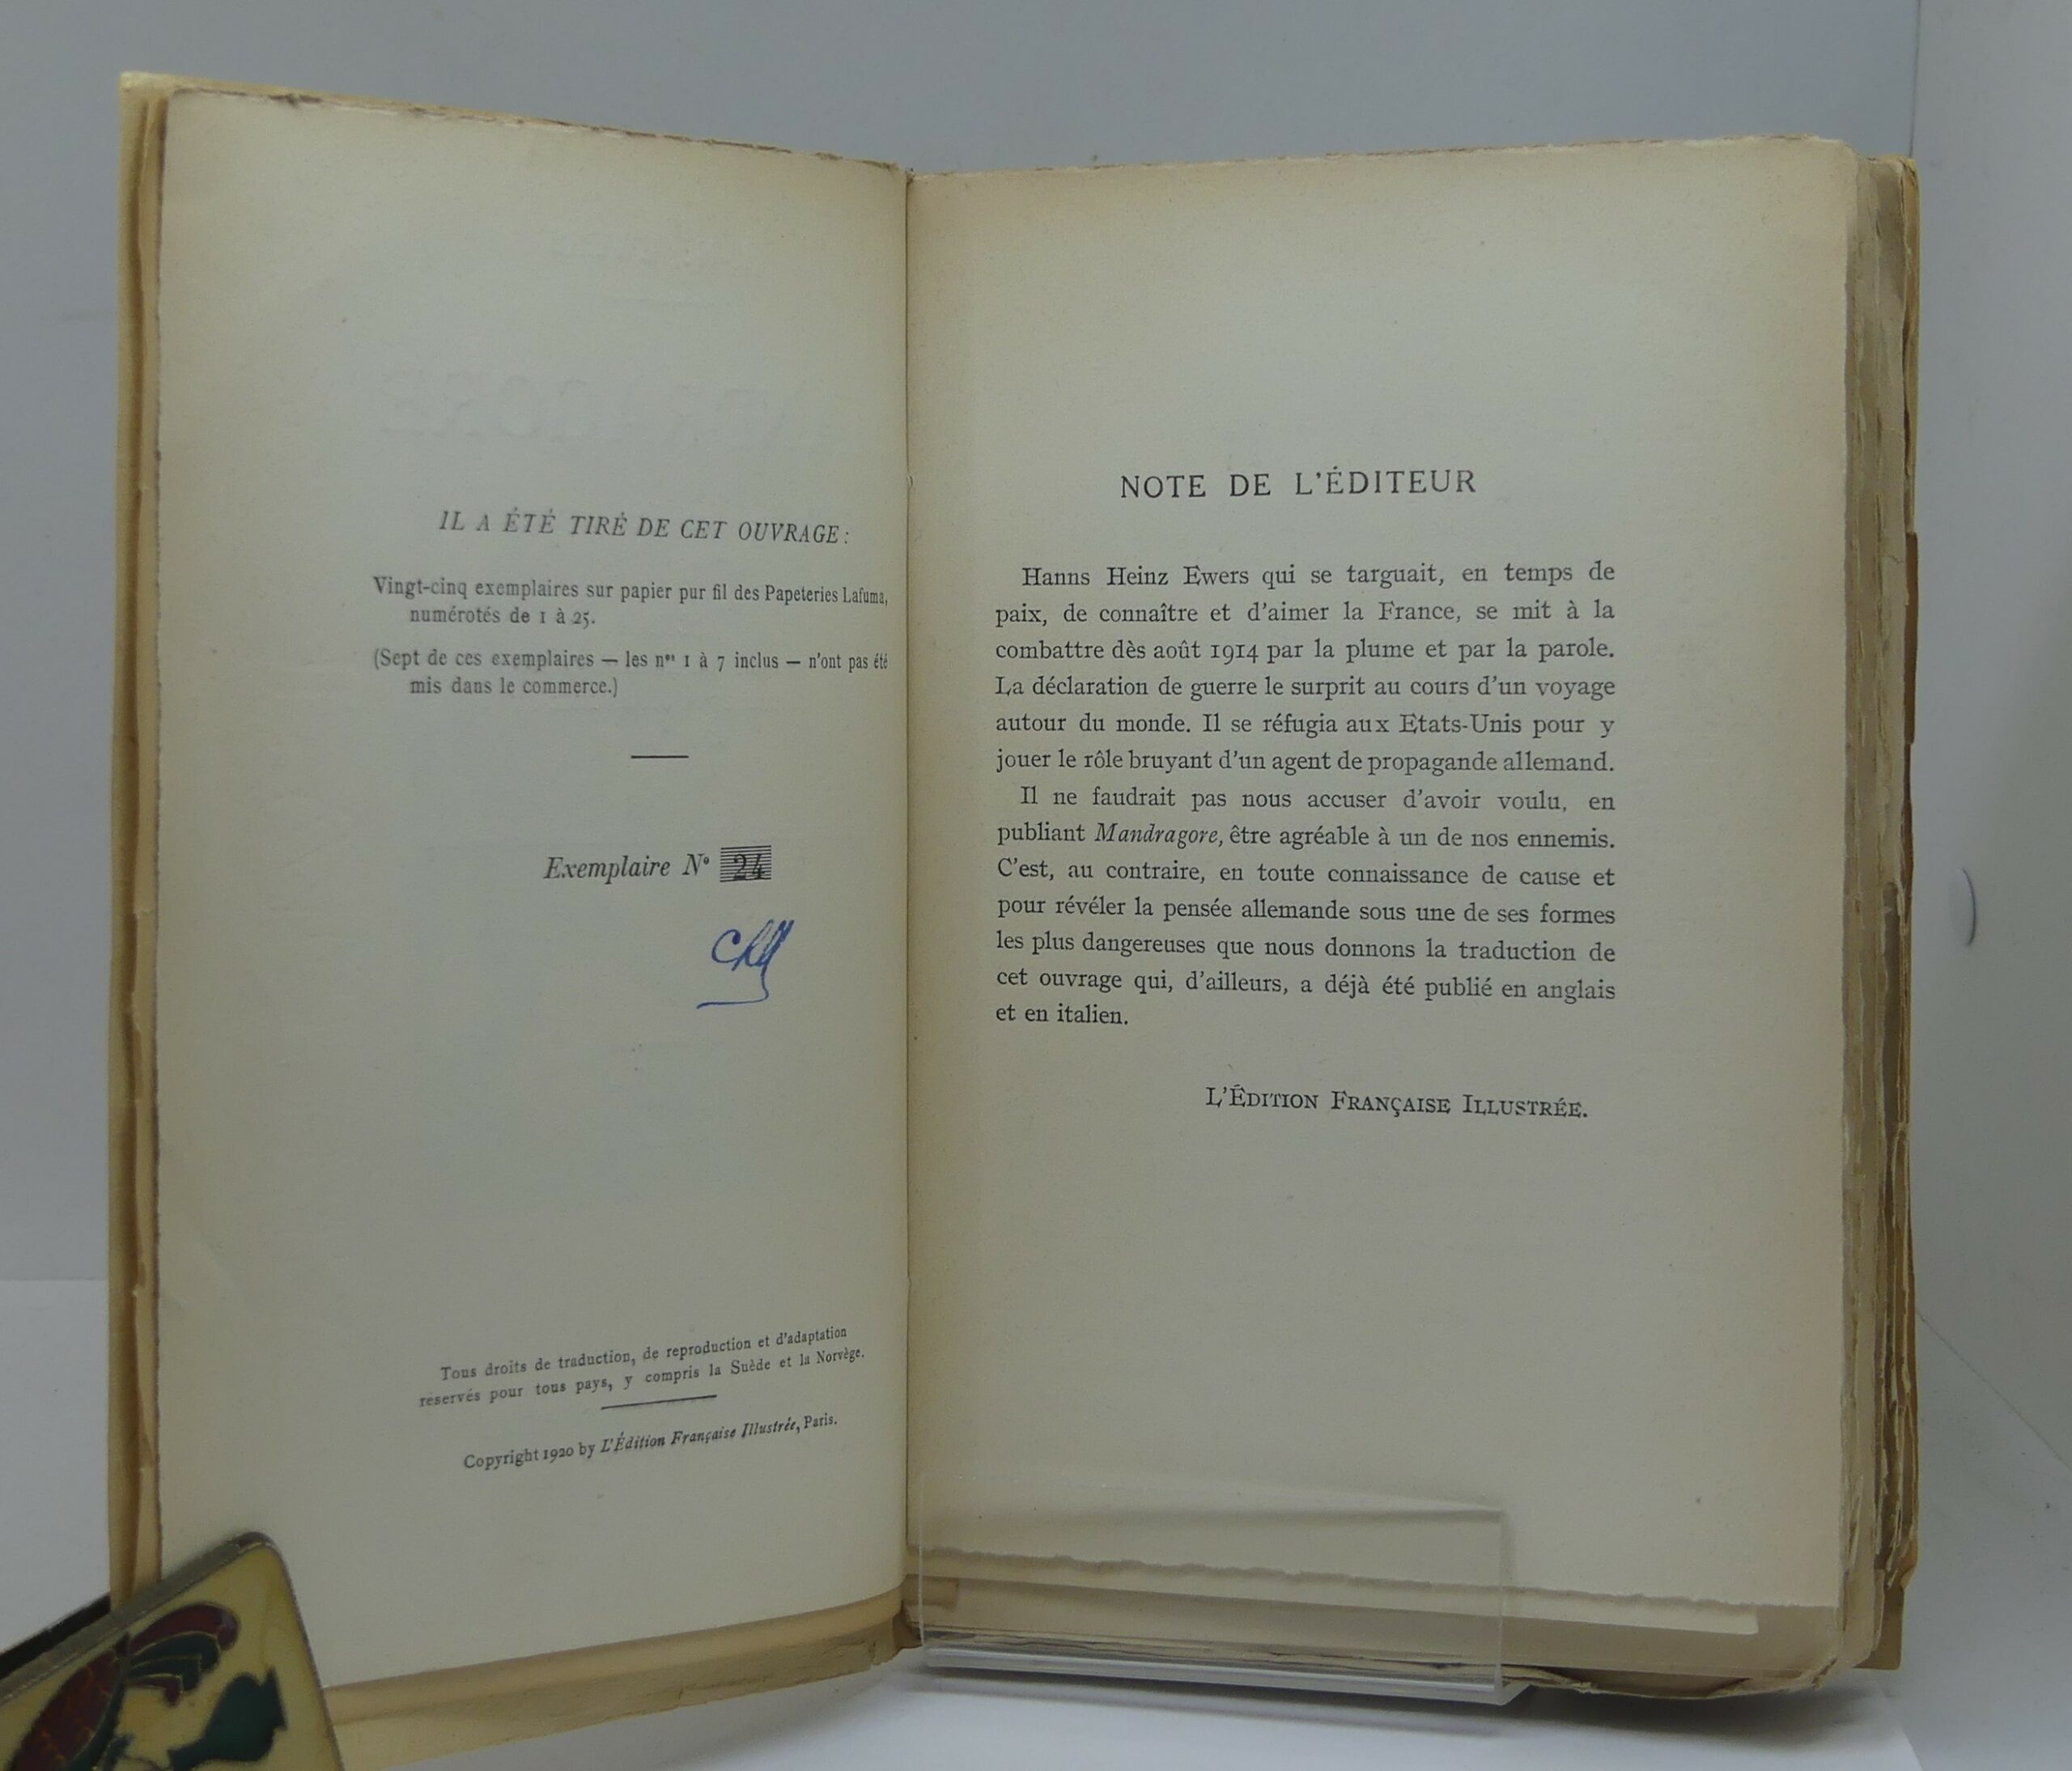 IL A ÉTÉ TIRÉ DE CET OUVRAGE :
Vingt-cinq exemplaires sur papier pur fil des Papeteries Lafuma,
numérotés de 1 à 25.
(Sept de ces exemplaires — les nos 1 à 7 inclus — n'ont pas été
mis dans le commerce.)
Exemplaire N° 24
Tous droits de traduction, de reproduction et d'adaptation
réservés pour tous pays, y compris la Suède et la Norvège.
Copyright 1920 by L'Édition Française Illustrée, Paris.
NOTE DE L'ÉDITEUR
Hanns Heinz Ewers qui se targuait, en temps de
paix, de connaître et d'aimer la France, se mit à la
combattre dès août 1914 par la plume et par la parole.
La déclaration de guerre le surprit au cours d'un voyage
autour du monde. Il se réfugia aux Etats-Unis pour y
jouer le rôle bruyant d'un agent de propagande allemand.
Il ne faudrait pas nous accuser d'avoir voulu, en
publiant Mandragore, être agréable à un de nos ennemis.
C'est, au contraire, en toute connaissance de cause et
pour révéler la pensée allemande sous une de ses formes
les plus dangereuses que nous donnons la traduction de
cet ouvrage qui, d'ailleurs, a déjà été publié en anglais
et en italien.
L'ÉDITION FRANÇAISE ILLUSTRÉE.